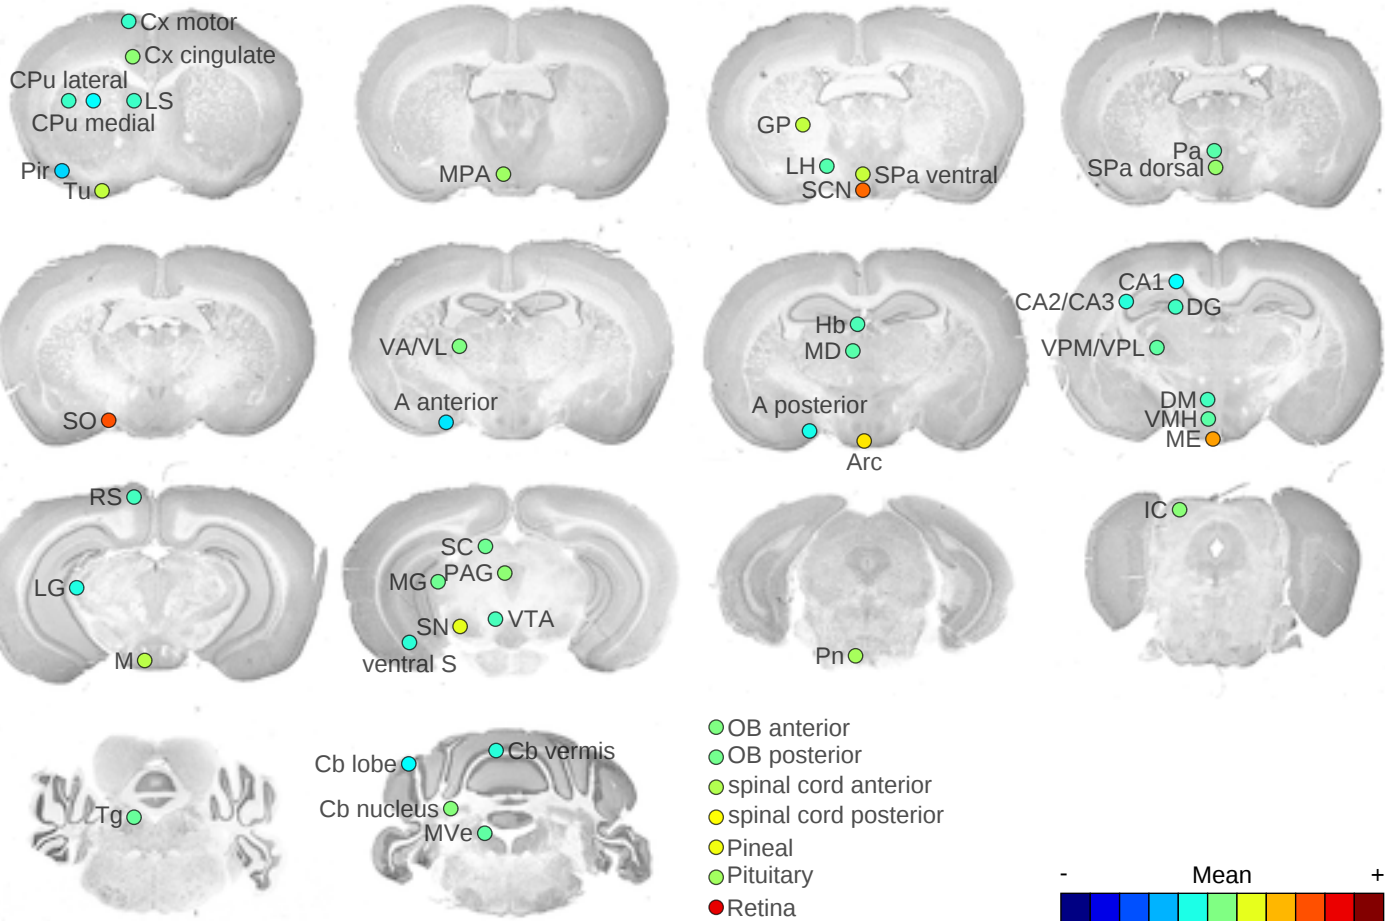 Cx motor
Cx cingulate
CPu lateral
LS
CPu medial
Pir
Tu
MPA
GP
LH
SPa ventral
SCN
Pa
SPa dorsal
SO
VA/VL
A anterior
Hb
MD
A posterior
Arc
CA1
CA2/CA3
DG
VPM/VPL
DM
VMH
ME
RS
LG
M
SC
MG
PAG
SN
VTA
ventral S
Pn
IC
Tg
Cb lobe
Cb vermis
Cb nucleus
MVe
OB anterior
OB posterior
spinal cord anterior
spinal cord posterior
Pineal
Pituitary
Retina
- Mean +